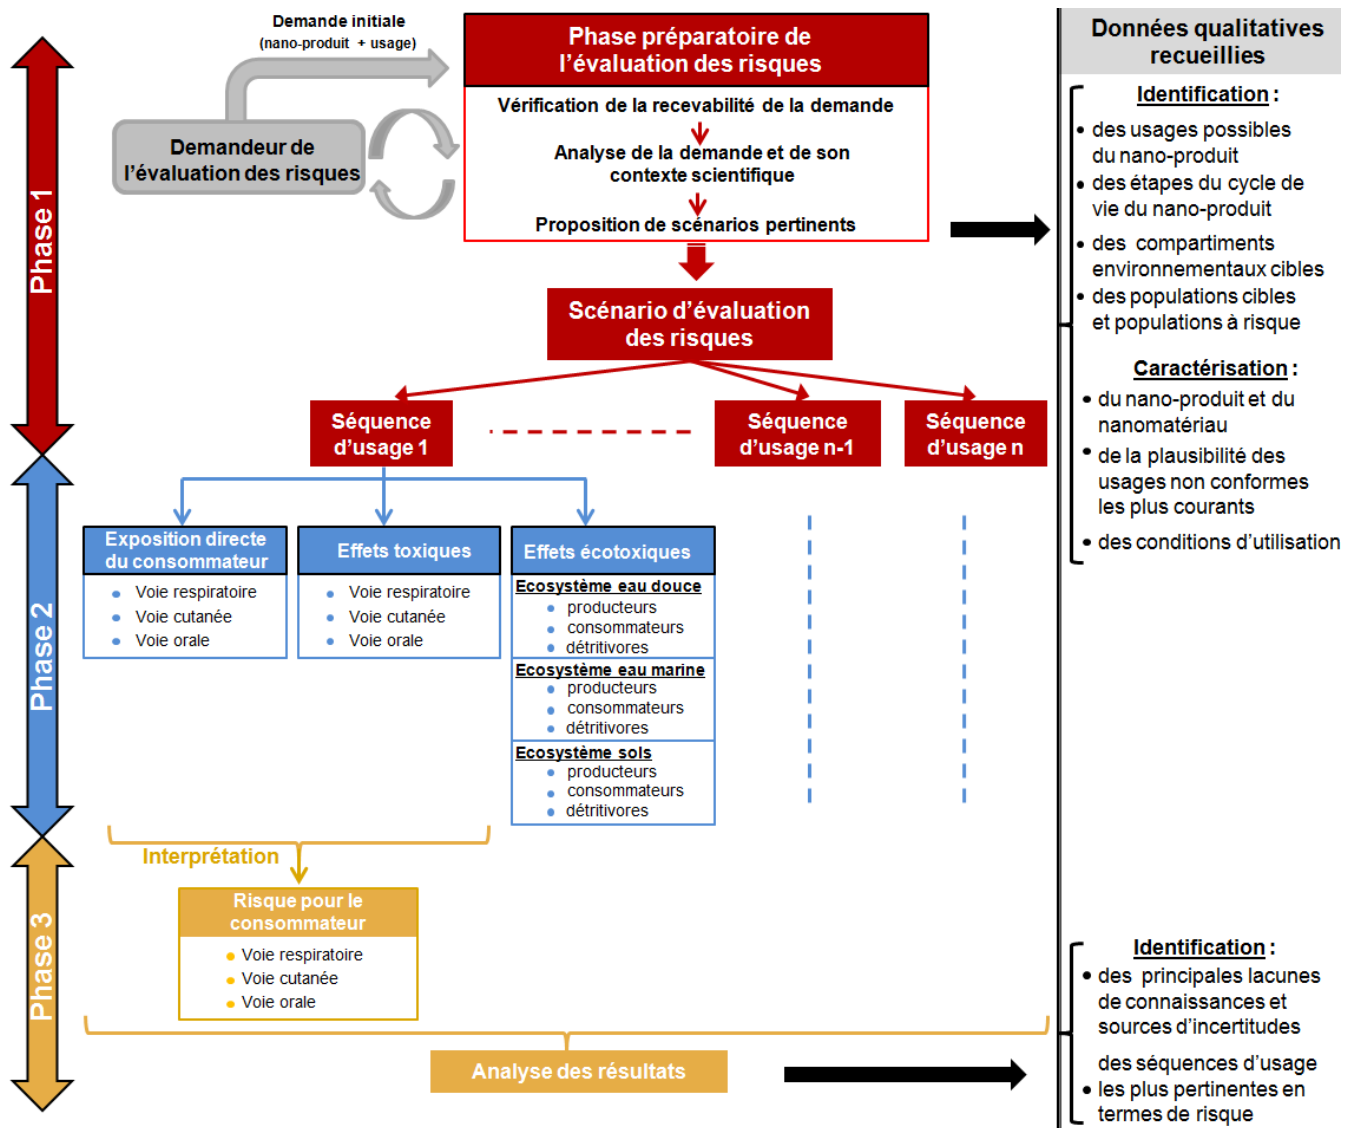 Demande initiale
(nano-produit + usage)
Demandeur de
l'évaluation des risques
Phase préparatoire de
l'évaluation des risques
Vérification de la recevabilité de la demande
Analyse de la demande et de son
contexte scientifique
Proposition de scénarios pertinents
Scénario d'évaluation
des risques
Séquence
d'usage 1
Séquence
d'usage n-1
Séquence
d'usage n
Phase 1
Phase 2
Exposition directe
du consommateur
• Voie respiratoire
• Voie cutanée
• Voie orale
Effets toxiques
• Voie respiratoire
• Voie cutanée
• Voie orale
Effets écotoxiques
Ecosystème eau douce
• producteurs
• consommateurs
• détritivores
Ecosystème eau marine
• producteurs
• consommateurs
• détritivores
Ecosystème sols
• producteurs
• consommateurs
• détritivores
Phase 3
Interprétation
Risque pour le
consommateur
• Voie respiratoire
• Voie cutanée
• Voie orale
Analyse des résultats
Données qualitatives
recueillies
Identification :
• des usages possibles
du nano-produit
• des étapes du cycle de
vie du nano-produit
• des compartiments
environnementaux cibles
• des populations cibles
et populations à risque
Caractérisation :
• du nano-produit et du
nanomatériau
• de la plausibilité des
usages non conformes
les plus courants
• des conditions d'utilisation
Identification :
• des principales lacunes
de connaissances et
sources d'incertitudes
des séquences d'usage
• les plus pertinentes en
termes de risque